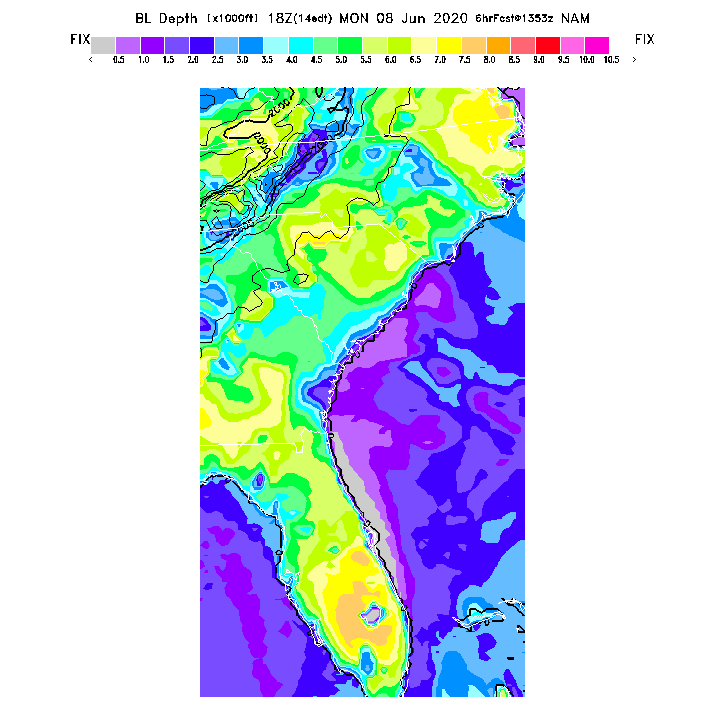 BL Depth [x1000ft] 18Z(14edt) MON 08 Jun 2020 6hrFcst@1353z NAM
FIX FIX
< 0.5 1.0 1.5 2.0 2.5 3.0 3.5 4.0 4.5 5.0 5.5 6.0 6.5 7.0 7.5 8.0 8.5 9.0 9.5 10.0 10.5 >
2000
2000